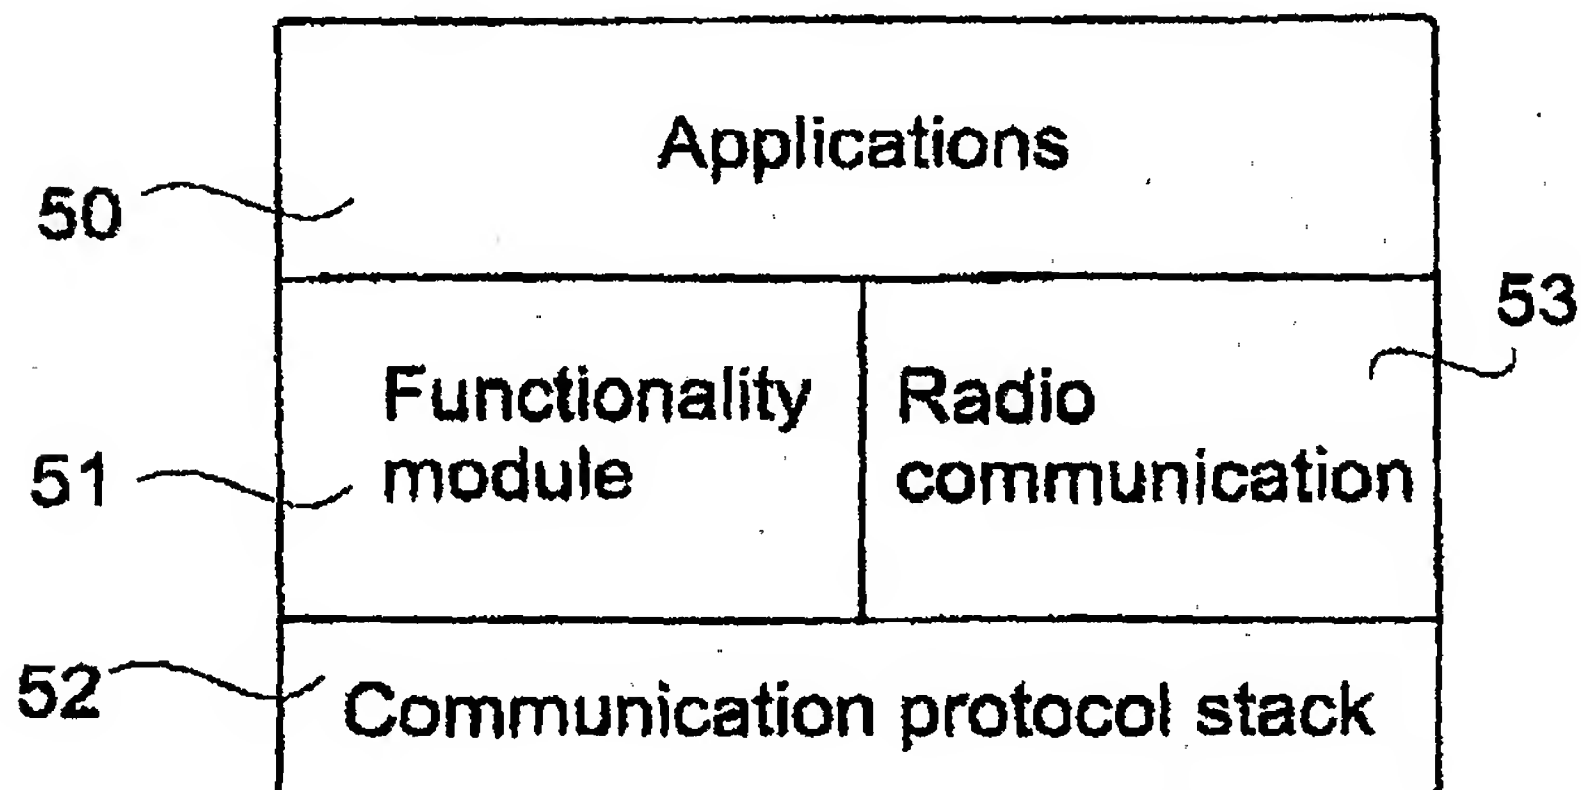 Applications
50
53
Functionality
module
Radio
communication
51
52
Communication protocol stack